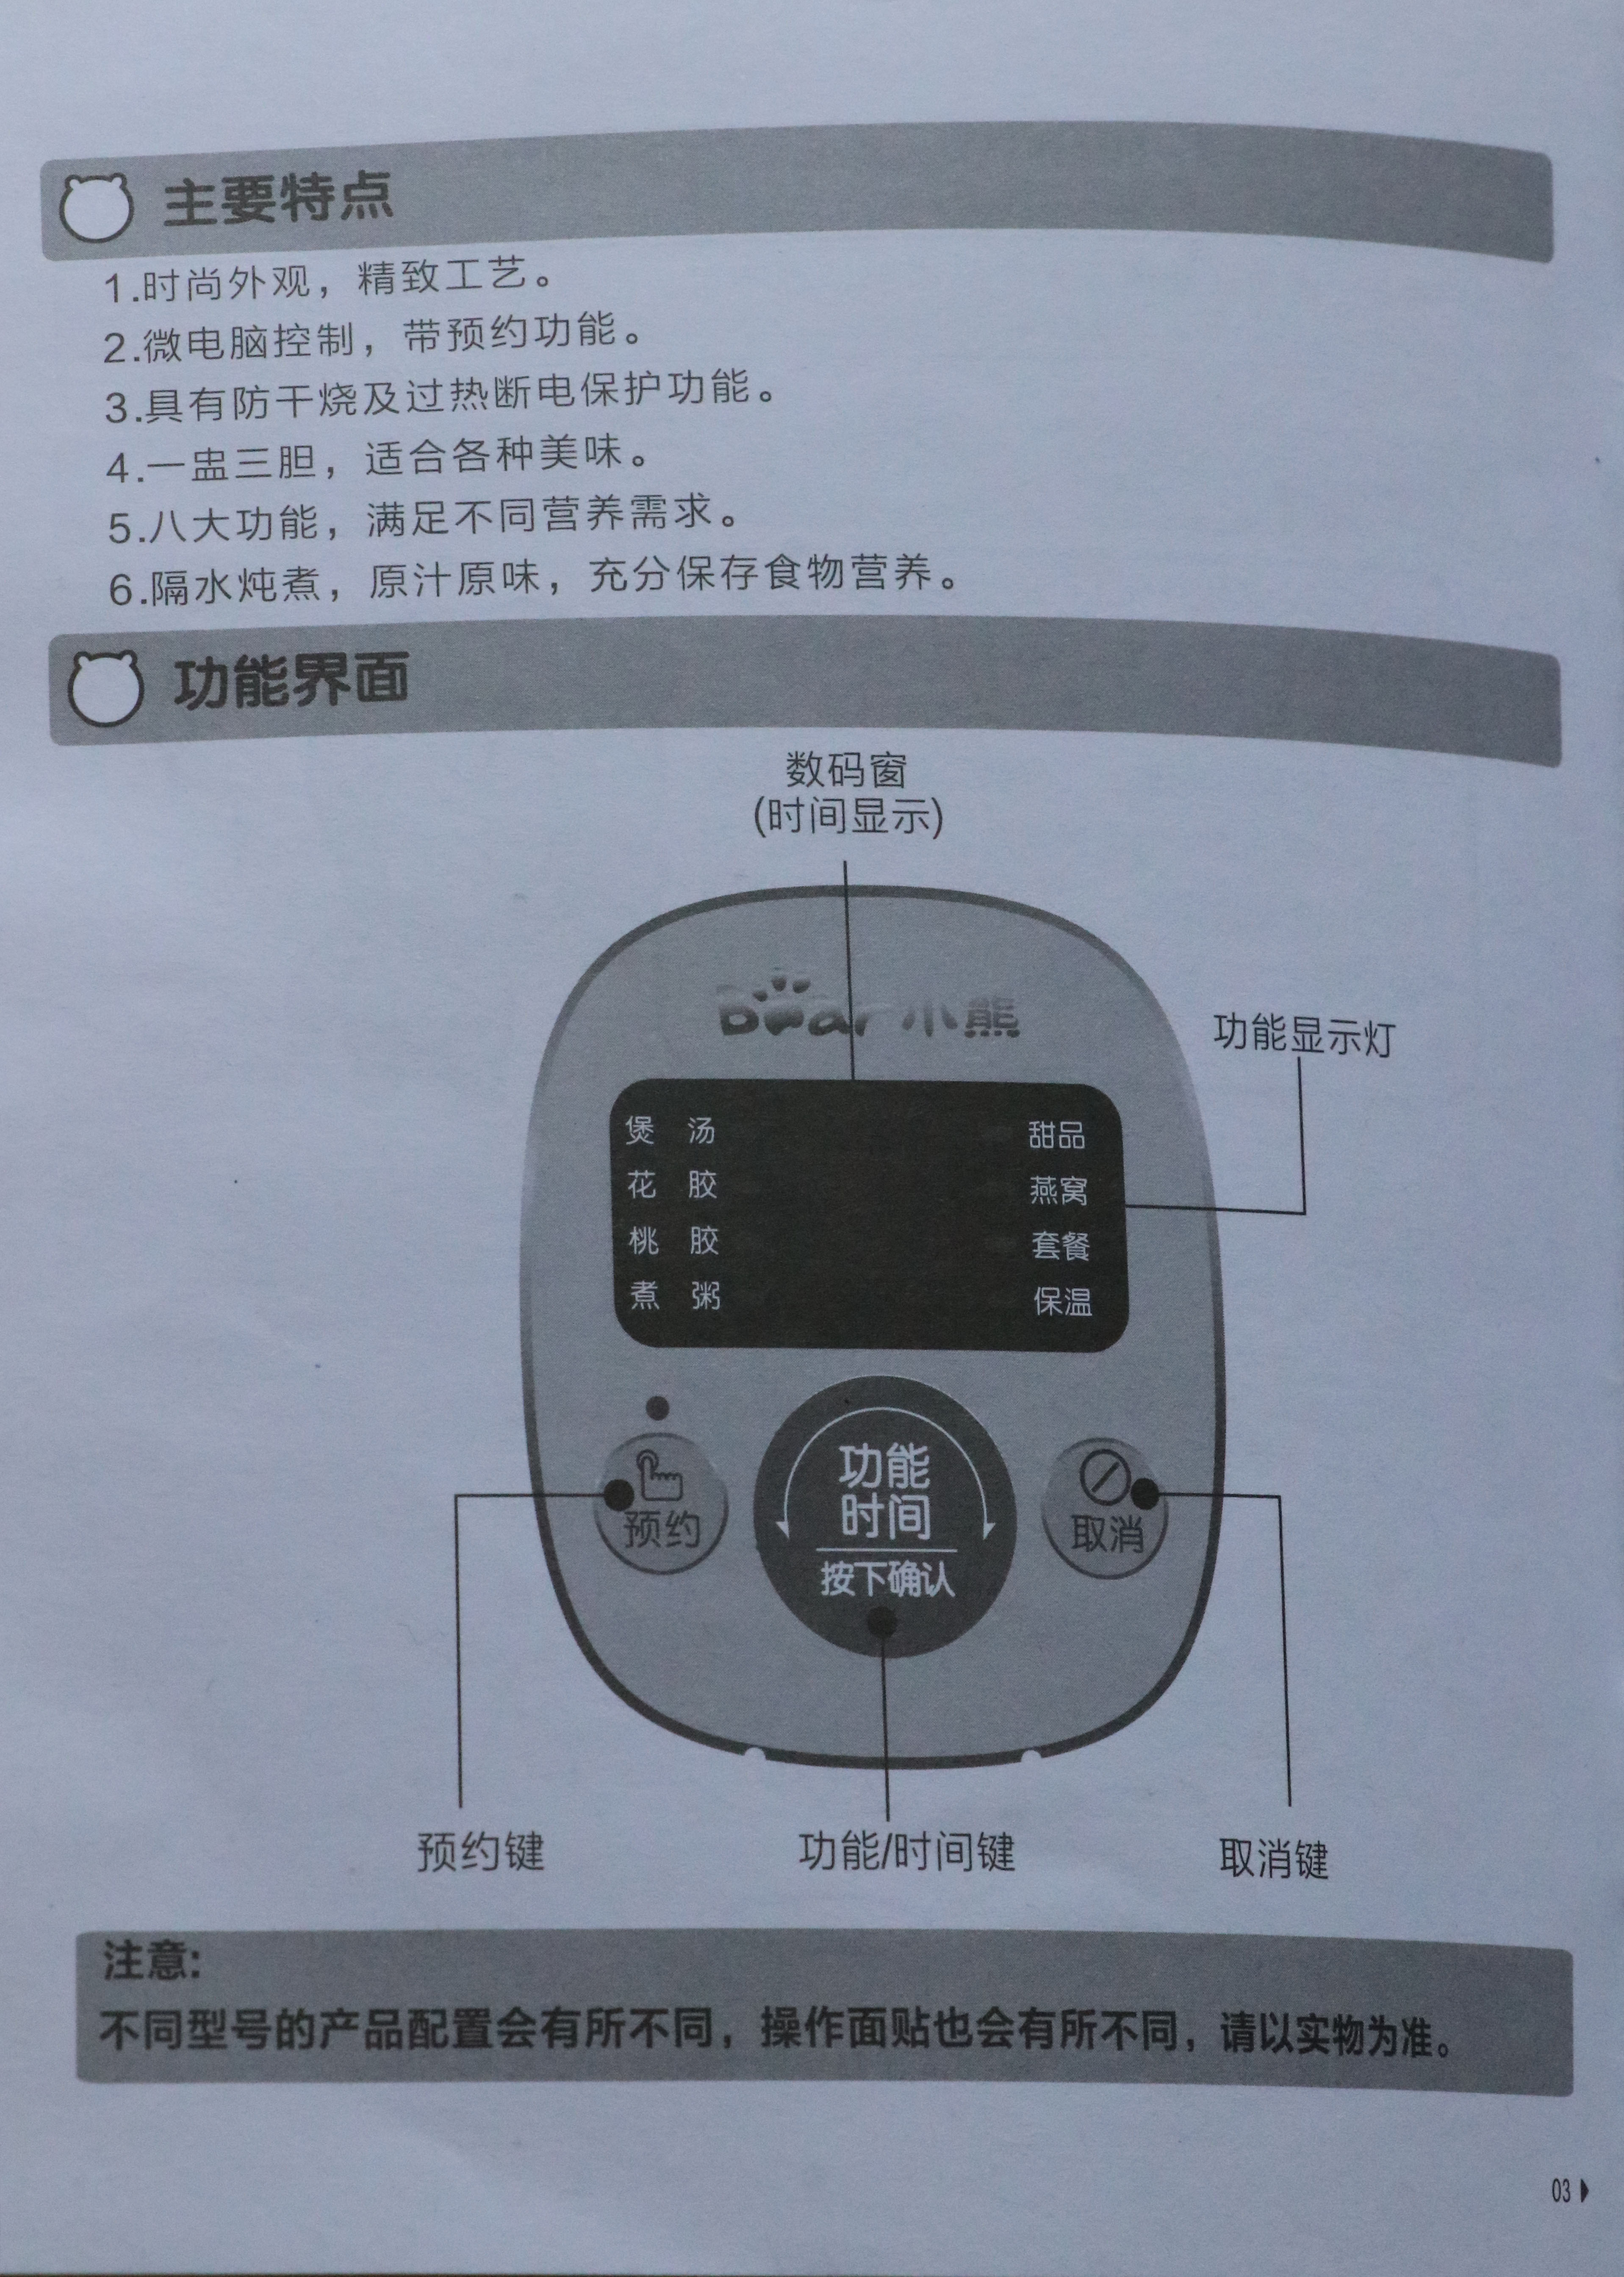 主要特点
1.时尚外观，精致工艺。
2.微电脑控制，带预约功能。
3.具有防干烧及过热断电保护功能。
4.一盅三胆，适合各种美味。
5.八大功能，满足不同营养需求。
6.隔水炖煮，原汁原味，充分保存食物营养。
功能界面
数码窗
(时间显示)
Bear小熊
功能显示灯
煲 汤 甜品
花 胶 燕窝
桃 胶 套餐
煮 粥 保温
功能
时间
按下确认
预约
取消
预约键
功能/时间键
取消键
注意:
不同型号的产品配置会有所不同，操作面贴也会有所不同，请以实物为准。
03